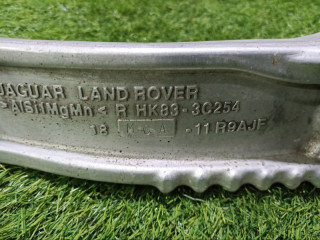 JAGUAR LAND ROVER
>AlSi1MgMn< R HK83-3C254
18 -11 R9AJF